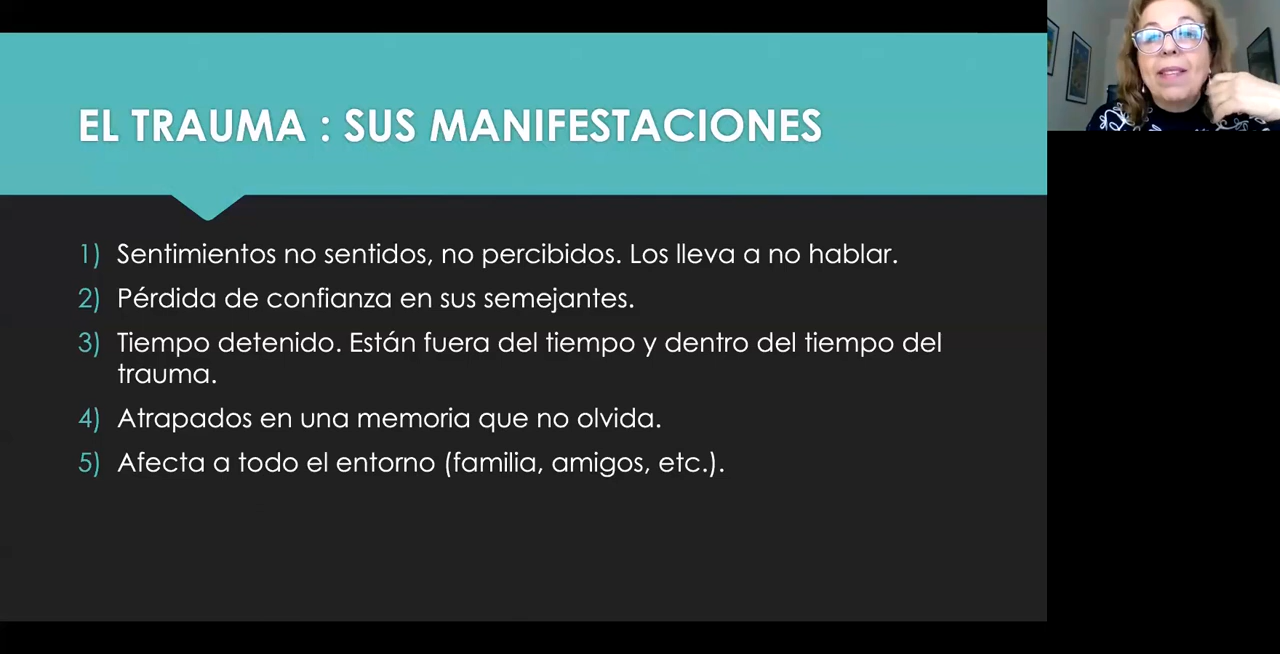 EL TRAUMA : SUS MANIFESTACIONES
1) Sentimientos no sentidos, no percibidos. Los lleva a no hablar.
2) Pérdida de confianza en sus semejantes.
3) Tiempo detenido. Están fuera del tiempo y dentro del tiempo del
trauma.
4) Atrapados en una memoria que no olvida.
5) Afecta a todo el entorno (familia, amigos, etc.).